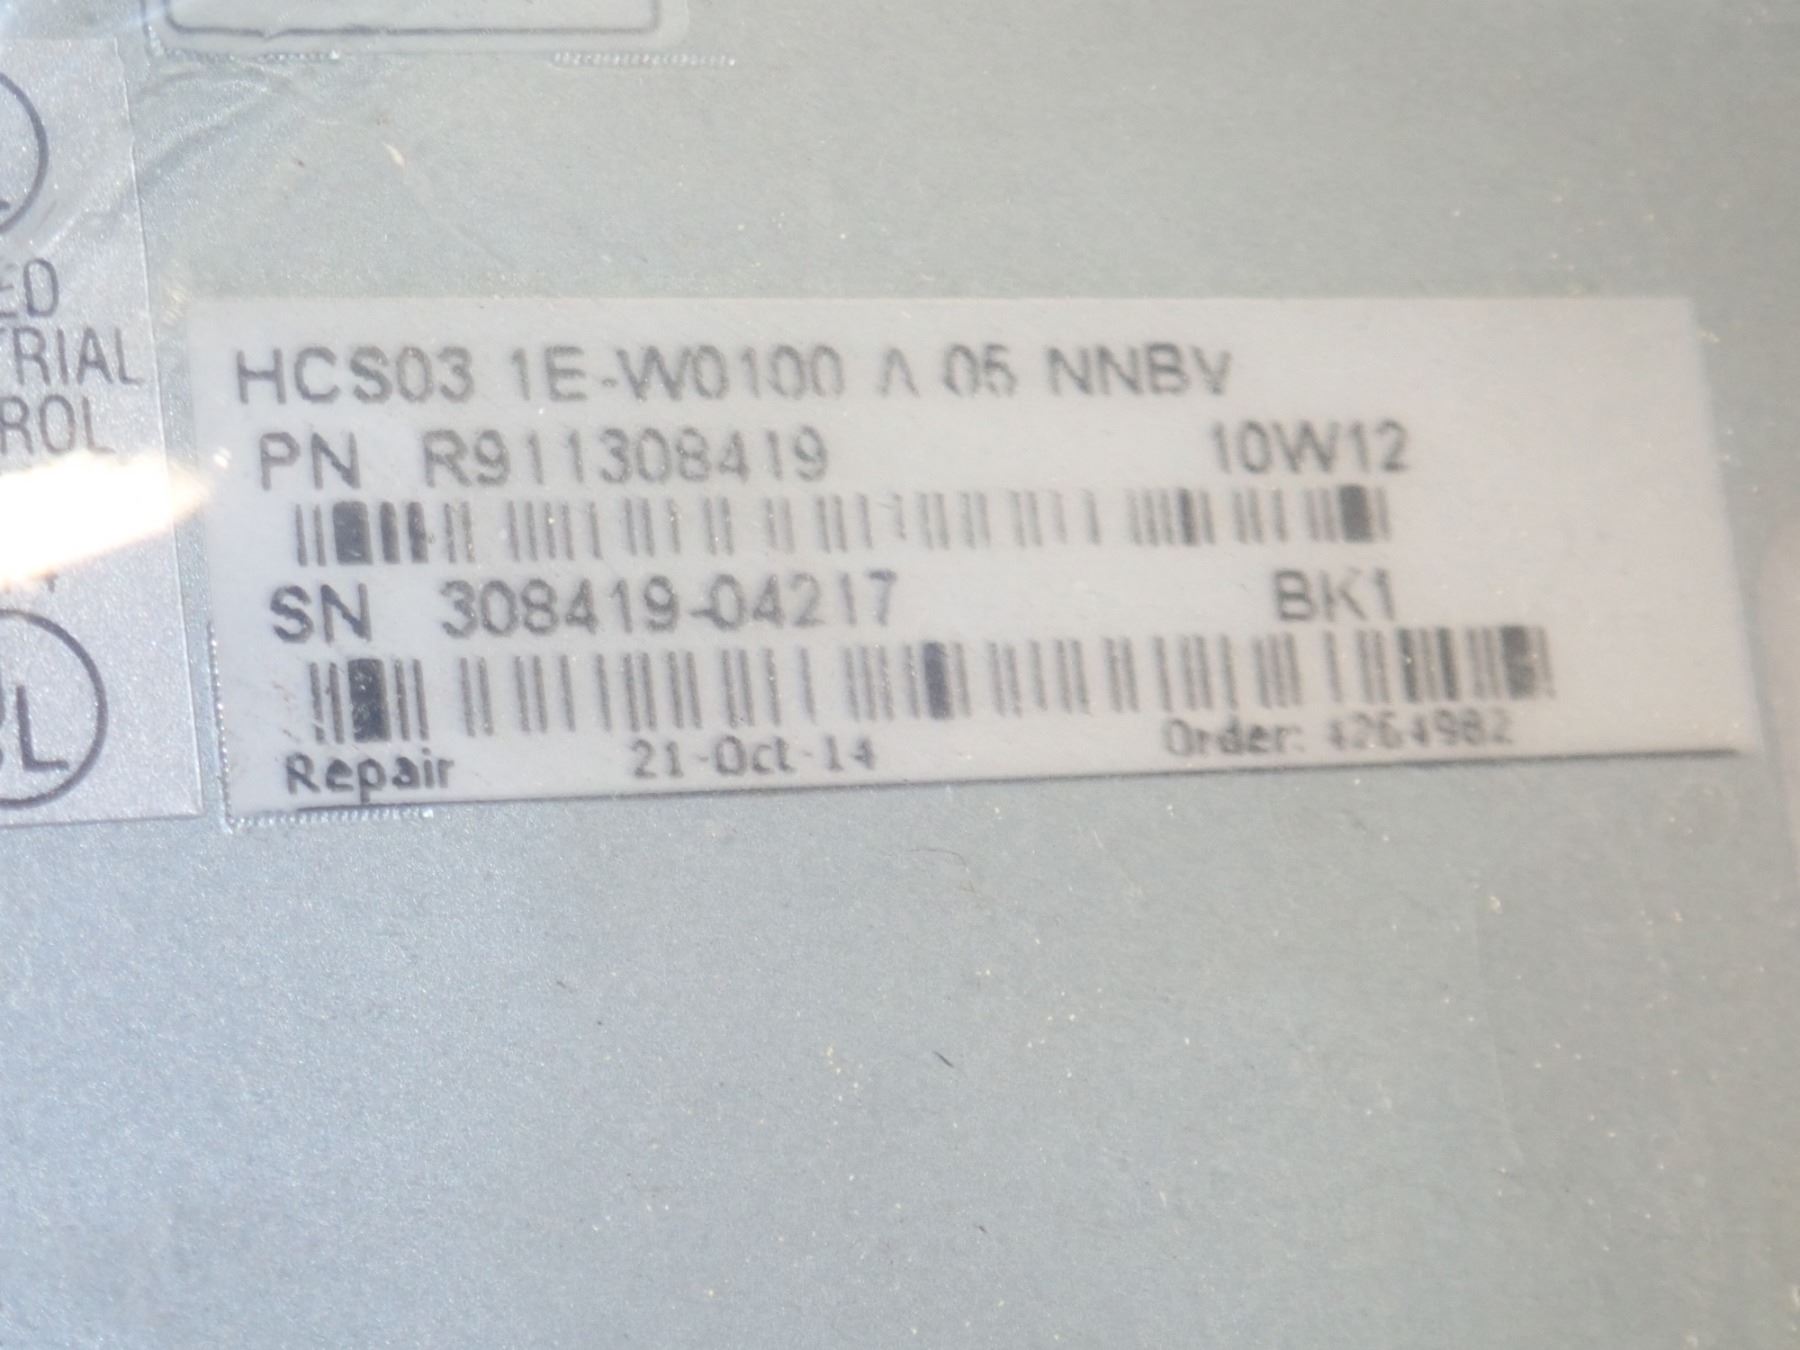 HCS03 1E-W0100 A 05 NNBV
PN R911308419 10W12
SN 308419-04217 BK1
Repair 21-Oct-14 Order: 4264982
ED
TRIAL
ROL
UL